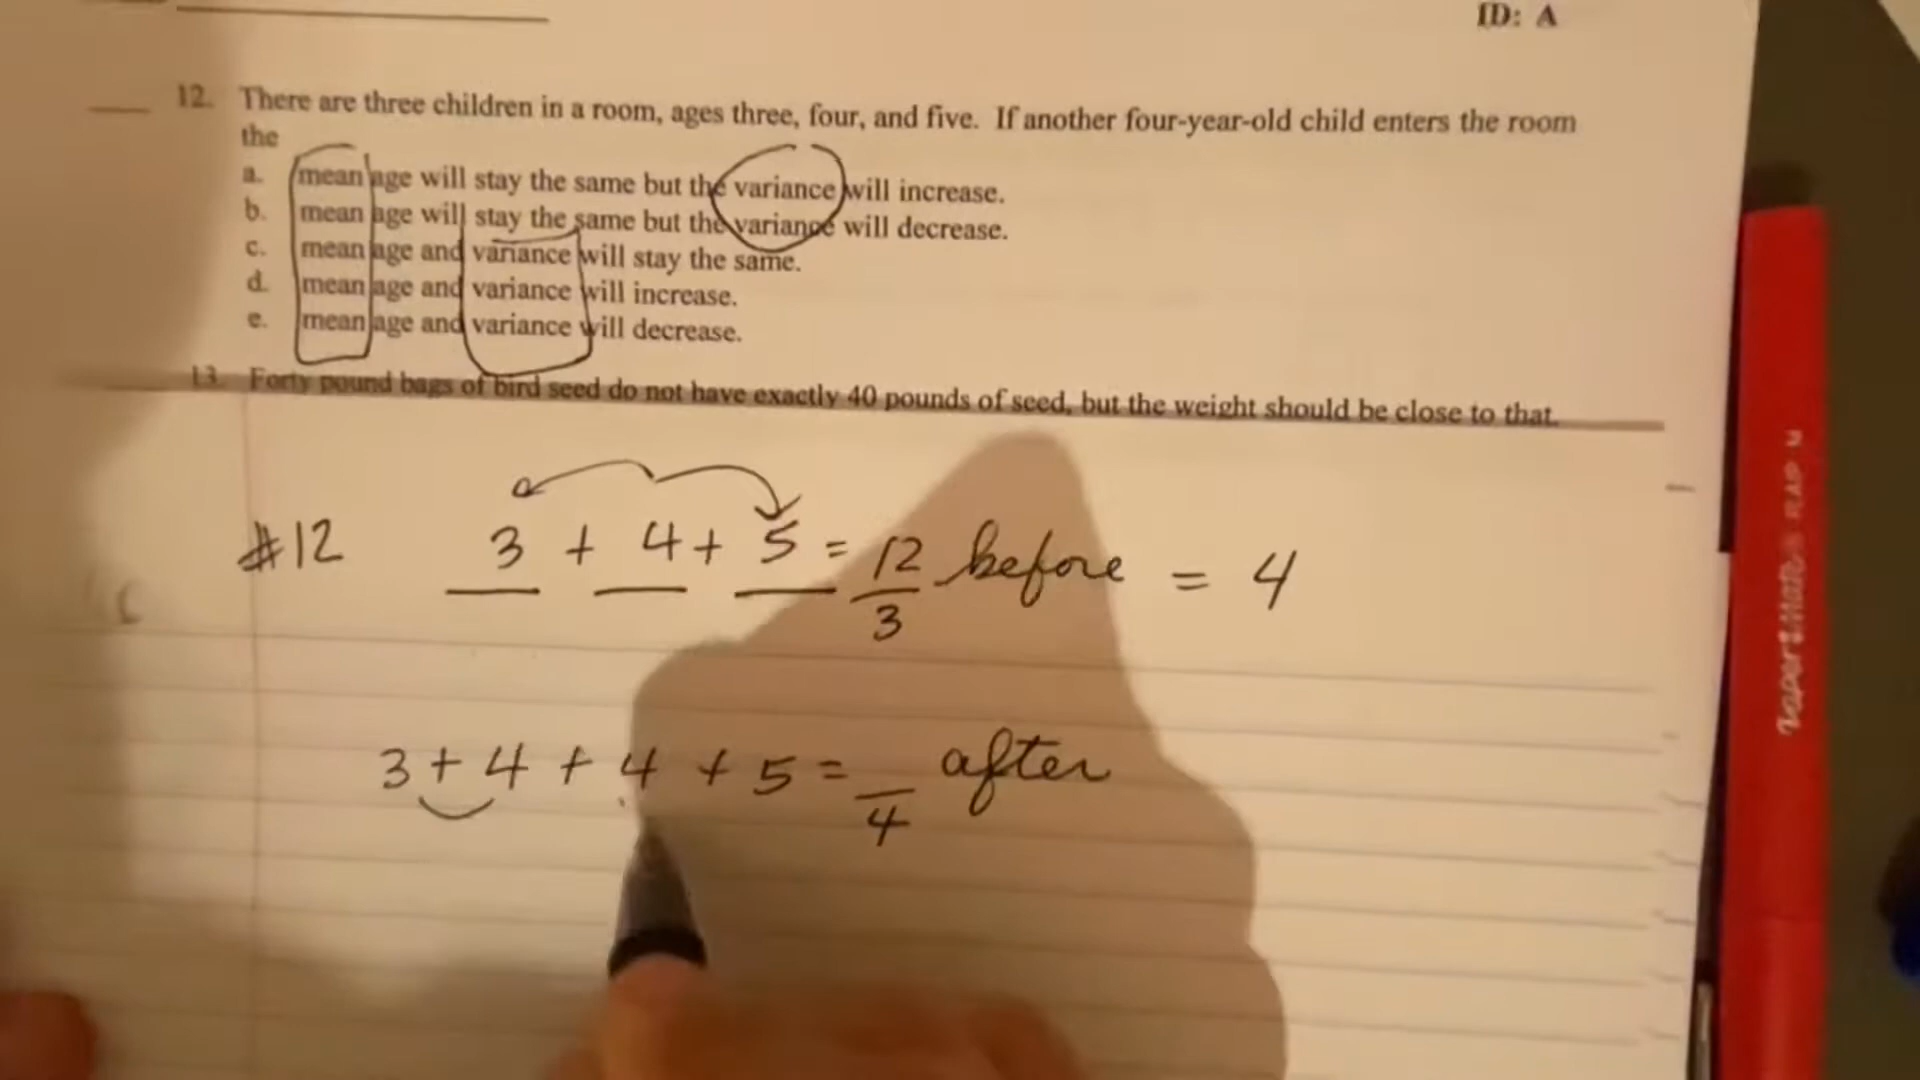 ID: A
12. There are three children in a room, ages three, four, and five. If another four-year-old child enters the room
the
a. mean age will stay the same but the variance will increase.
b. mean age will stay the same but the variance will decrease.
c. mean age and variance will stay the same.
d. mean age and variance will increase.
e. mean age and variance will decrease.
13. Forty pound bags of bird seed do not have exactly 40 pounds of seed, but the weight should be close to that.
#12 3 + 4 + 5 = 12/3 before = 4
3 + 4 + 4 + 5 = /4 after